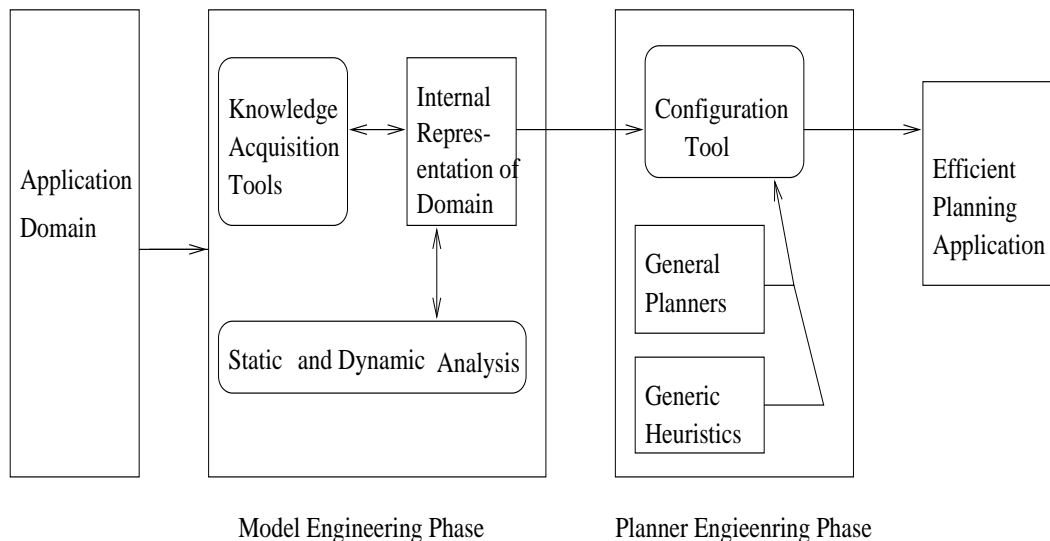 Application
Domain
Knowledge
Acquisition
Tools
Internal
Repres-
entation of
Domain
Static and Dynamic Analysis
Configuration
Tool
General
Planners
Generic
Heuristics
Efficient
Planning
Application
Model Engineering Phase
Planner Engieenring Phase